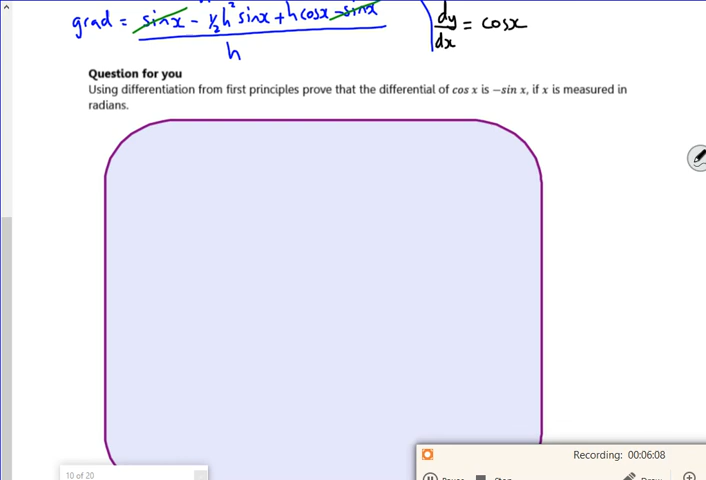 grad = sinx - ½h² sinx + h cosx - sinx
h
dy
dx
= cosx
Question for you
Using differentiation from first principles prove that the differential of cos x is −sin x, if x is measured in
radians.
Recording: 00:06:08
10 of 20